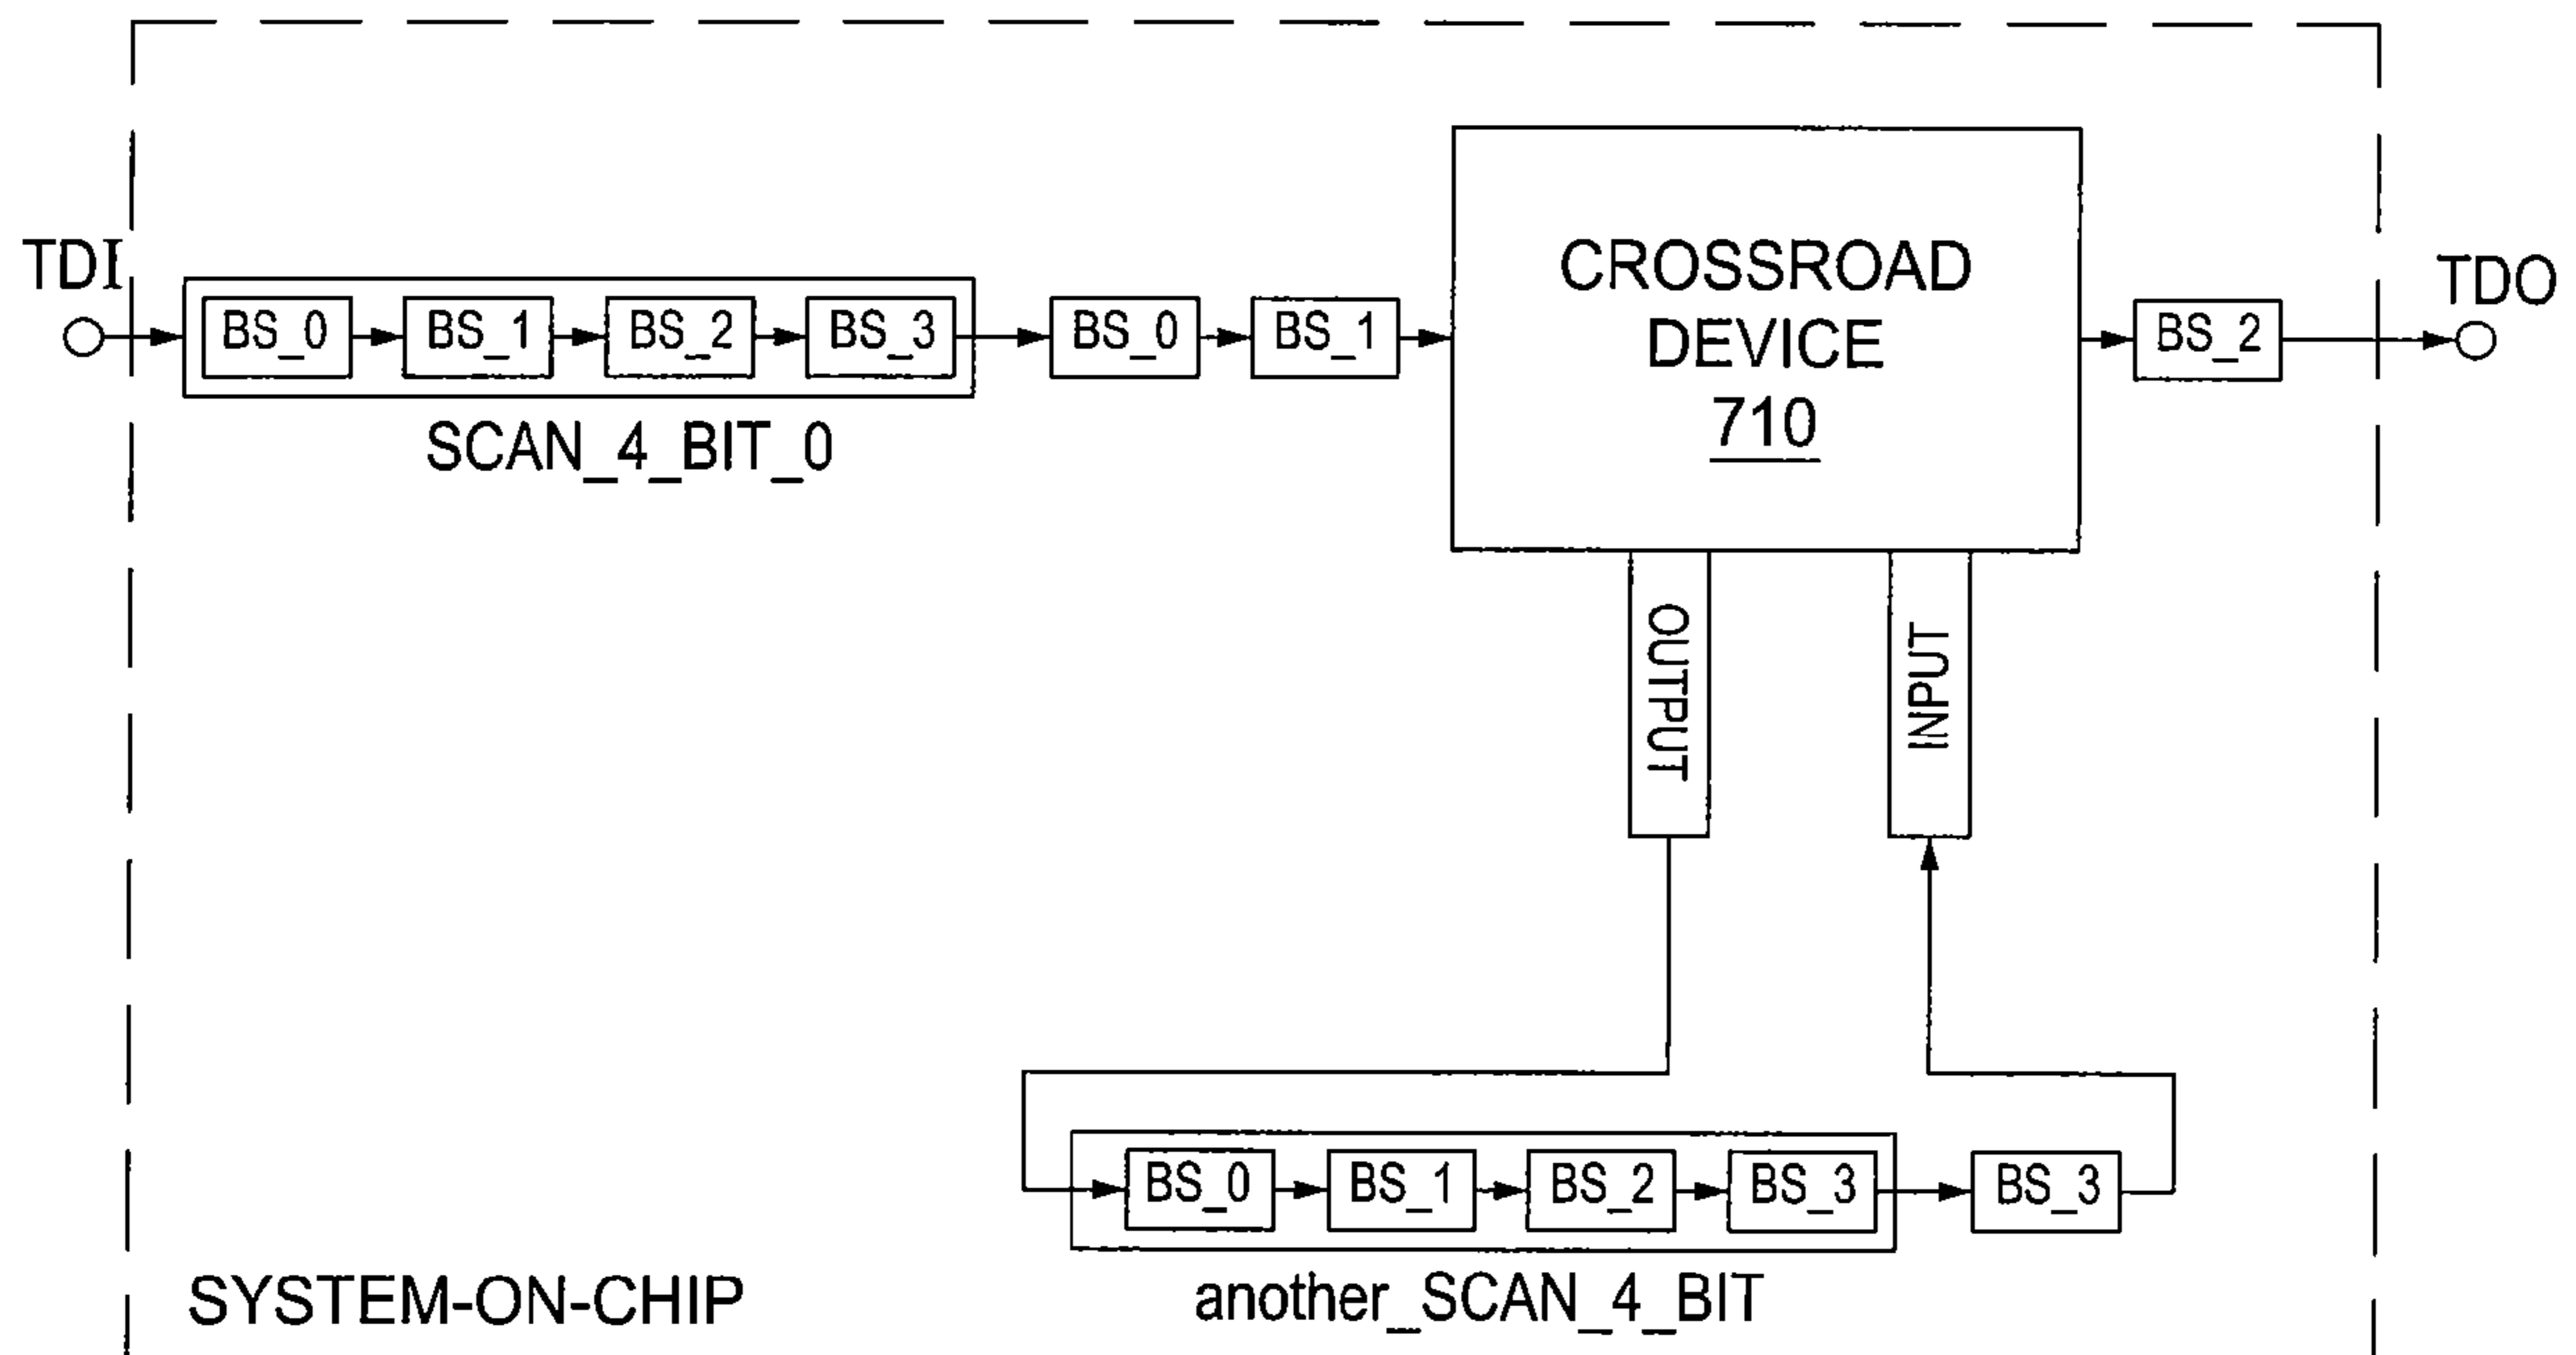 TDI
BS_0 BS_1 BS_2 BS_3 BS_0 BS_1
SCAN_4_BIT_0
CROSSROAD
DEVICE
710
BS_2
TDO
OUTPUT
INPUT
BS_0 BS_1 BS_2 BS_3 BS_3
another_SCAN_4_BIT
SYSTEM-ON-CHIP